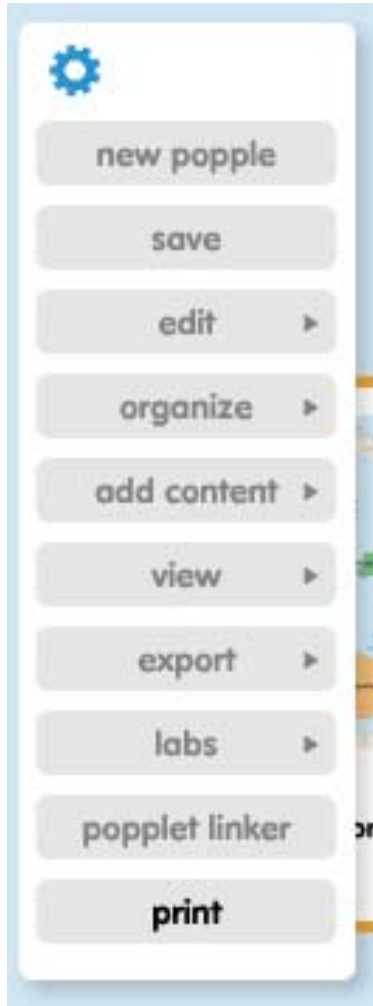 new popple
save
edit
organize
add content
view
export
labs
popplet linker
print